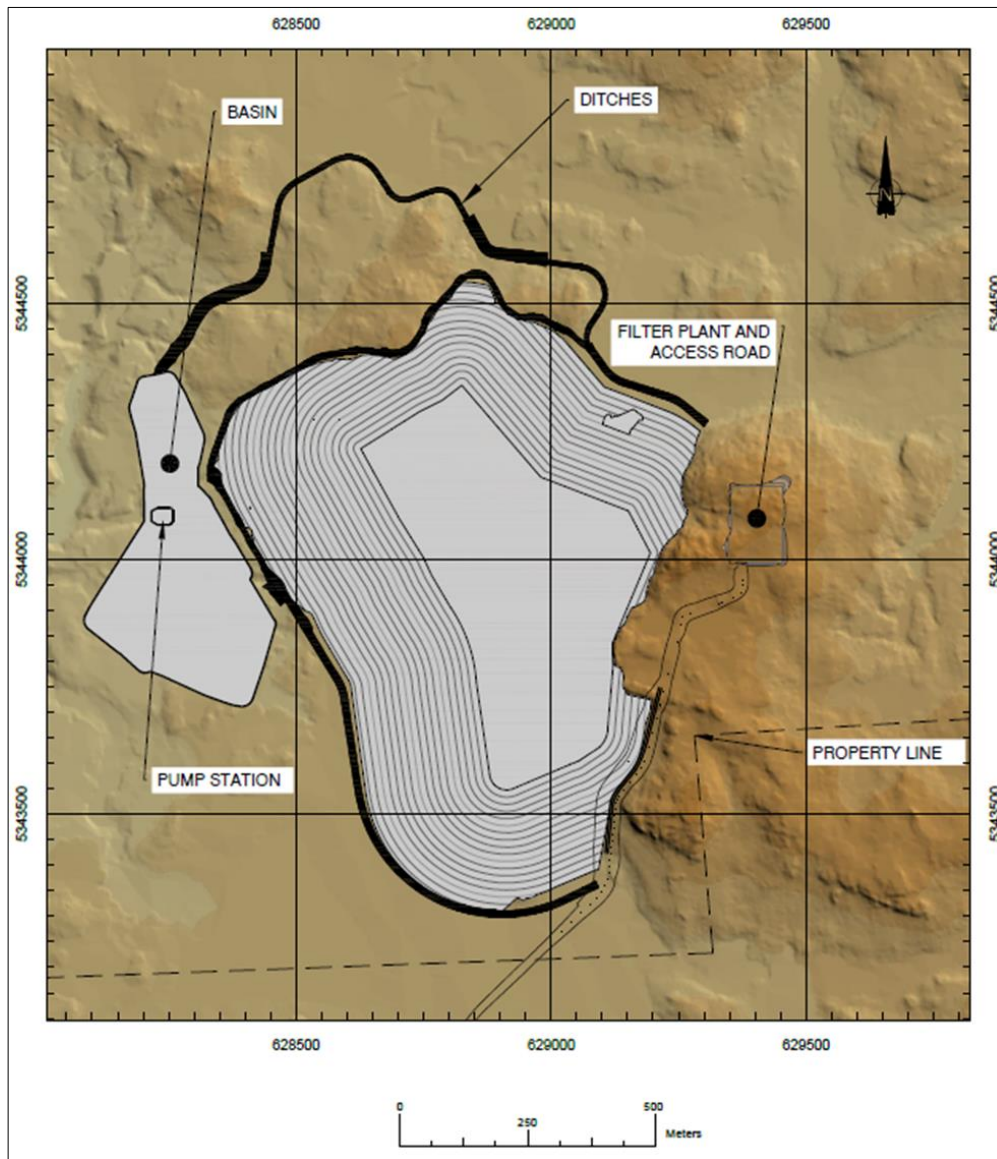 628500
629000
629500
BASIN
DITCHES
N
5344500
5344500
FILTER PLANT AND
ACCESS ROAD
5344000
5344000
PROPERTY LINE
PUMP STATION
5343500
5343500
628500
629000
629500
0
500
250
Meters